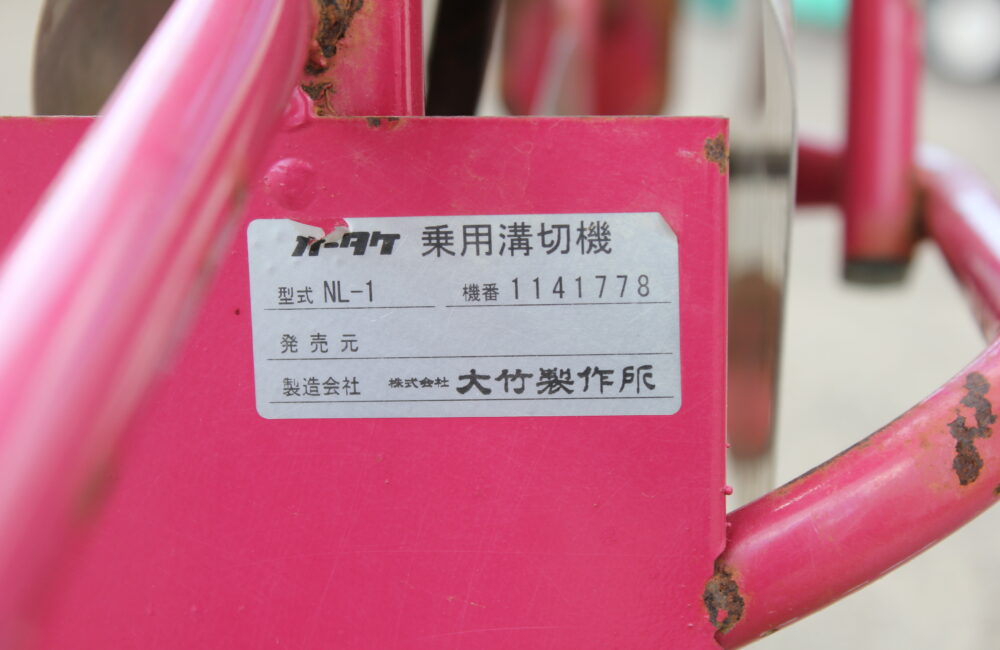 オータケ 乗用溝切機
型式 NL-1 機番 1141778
発売元
製造会社 株式会社 大竹製作所